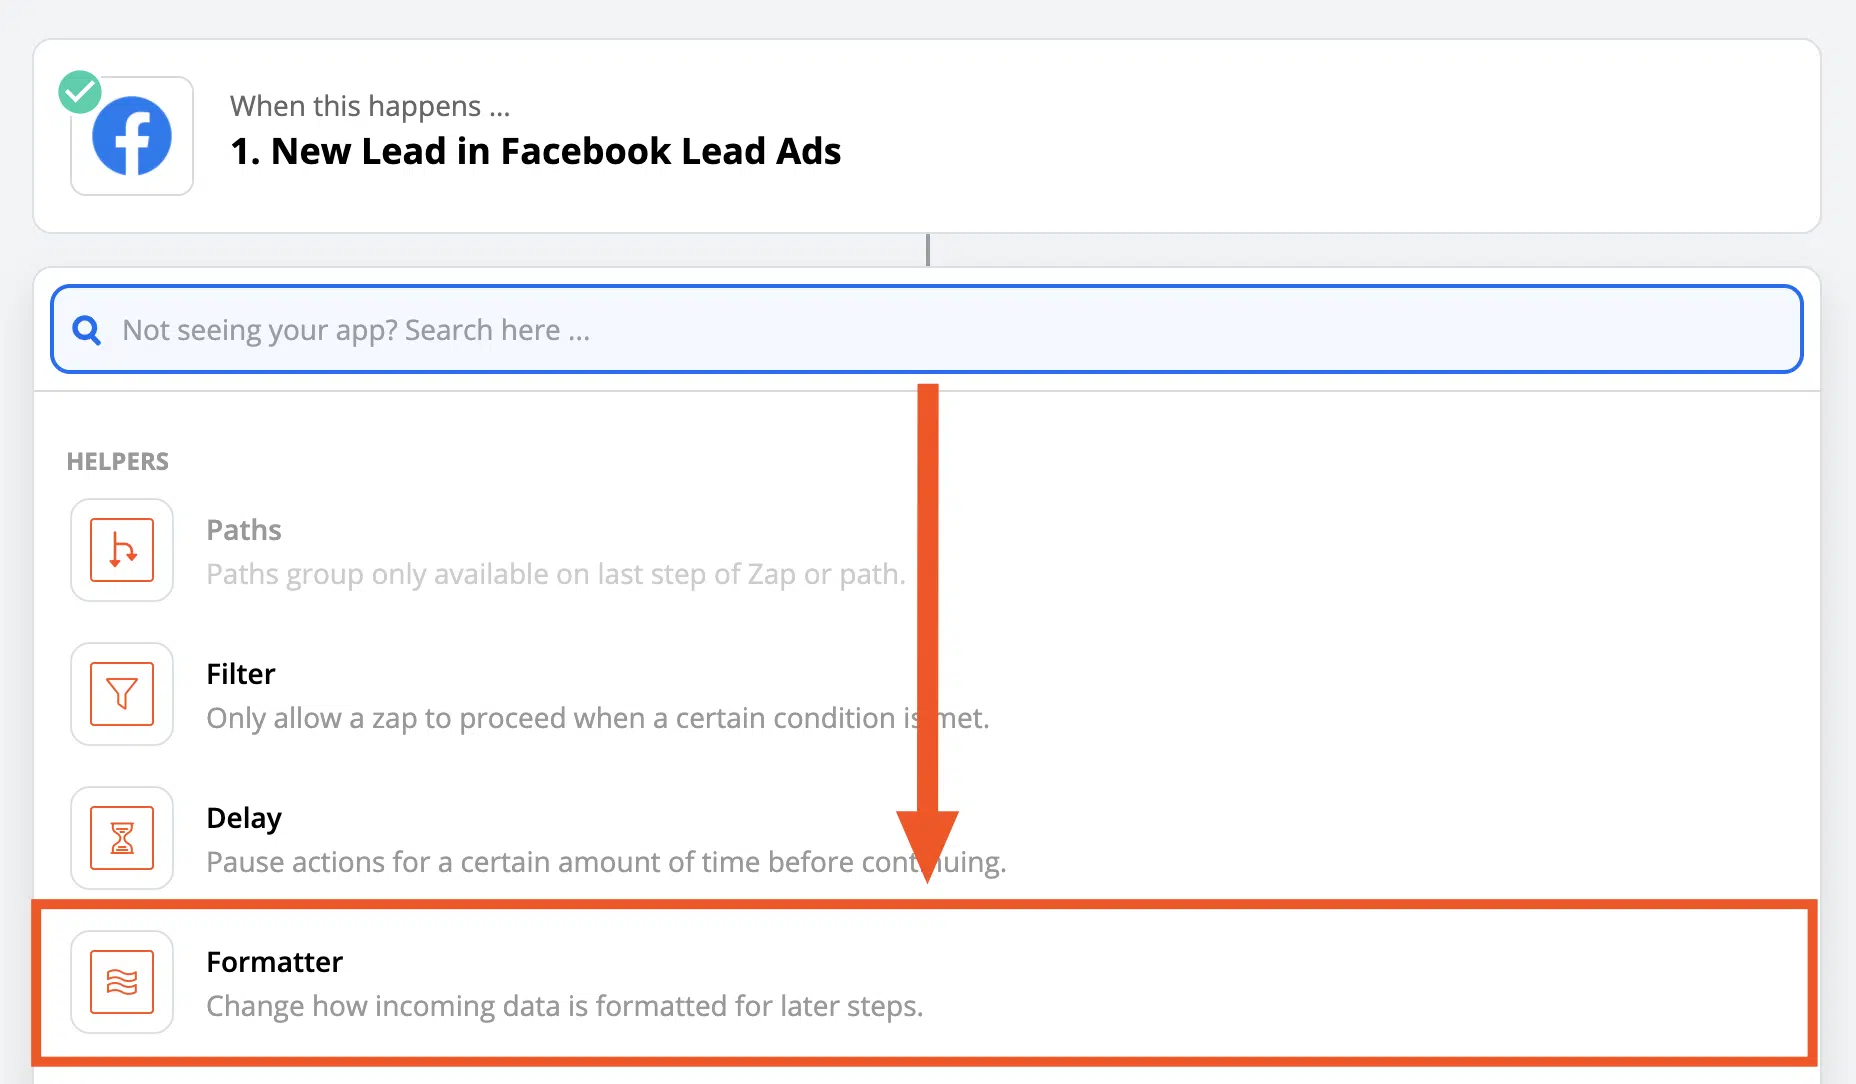 When this happens ...
1. New Lead in Facebook Lead Ads
Not seeing your app? Search here ...
HELPERS
Paths
Paths group only available on last step of Zap or path.
Filter
Only allow a zap to proceed when a certain condition is met.
Delay
Pause actions for a certain amount of time before continuing.
Formatter
Change how incoming data is formatted for later steps.